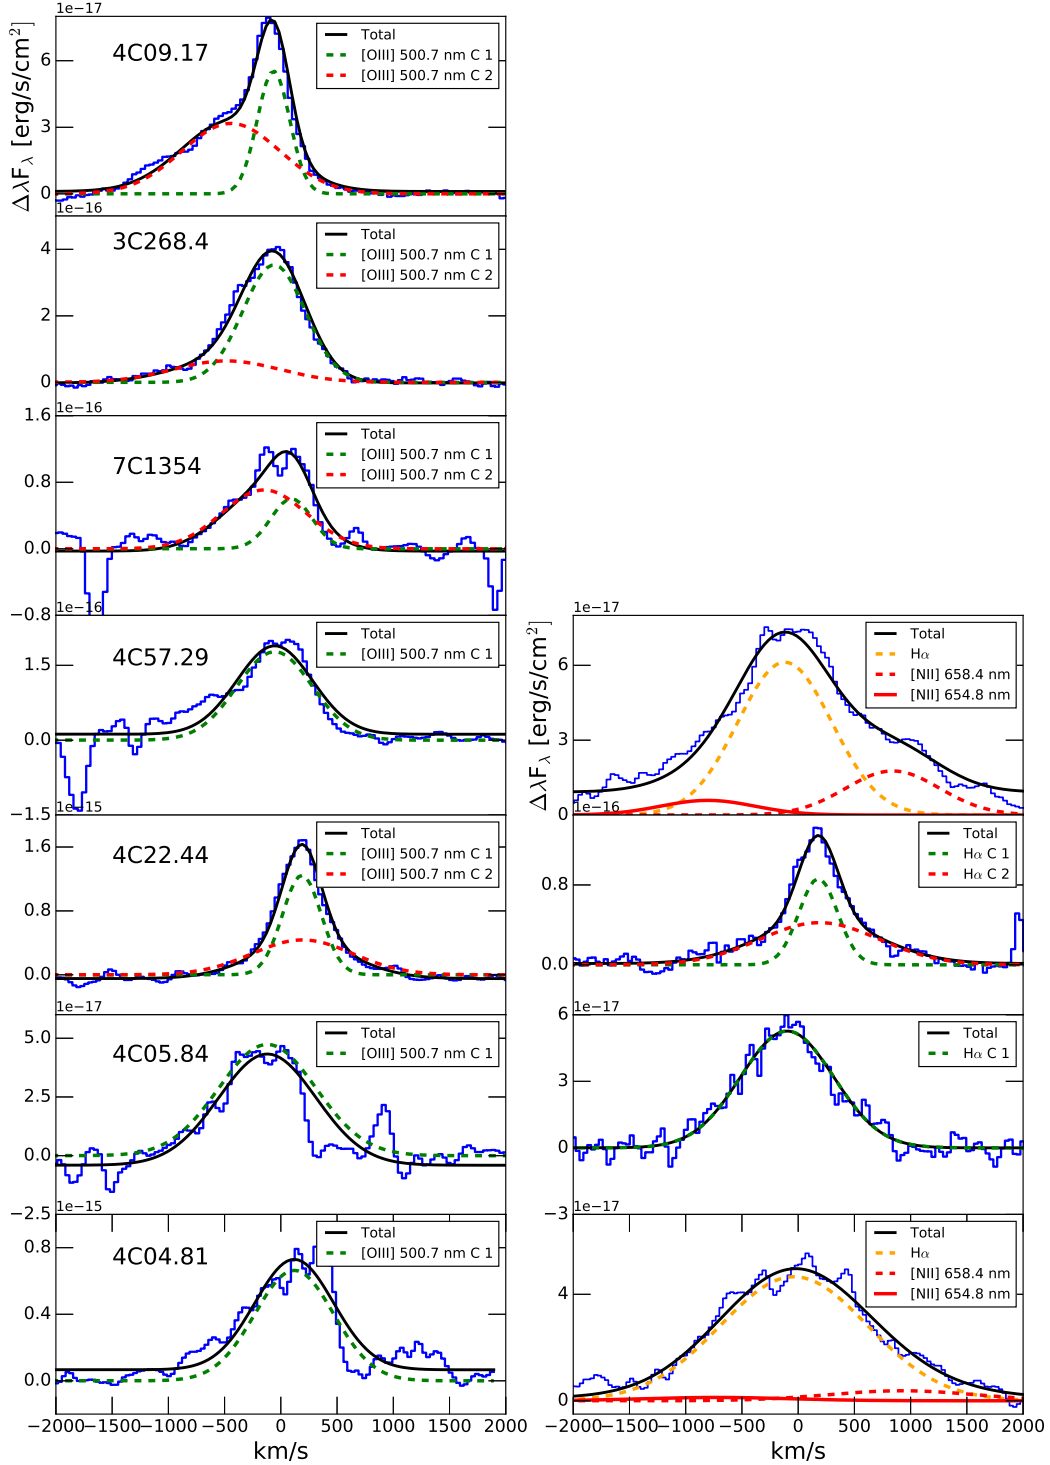 1e−17
ΔλF_λ [erg/s/cm²]
4C09.17
Total
[OIII] 500.7 nm C 1
[OIII] 500.7 nm C 2
6
3
0
1e−16
3C268.4
Total
[OIII] 500.7 nm C 1
[OIII] 500.7 nm C 2
4
2
0
1e−16
7C1354
Total
[OIII] 500.7 nm C 1
[OIII] 500.7 nm C 2
1.6
0.8
0.0
−0.8
1e−16
4C57.29
Total
[OIII] 500.7 nm C 1
2.5
1.5
0.0
−1.5
1e−17
ΔλF_λ [erg/s/cm²]
Total
Hα
[NII] 658.4 nm
[NII] 654.8 nm
6
3
0
1e−15
4C22.44
Total
[OIII] 500.7 nm C 1
[OIII] 500.7 nm C 2
1.6
0.8
0.0
1e−16
Total
Hα C 1
Hα C 2
0.8
0.0
1e−17
4C05.84
Total
[OIII] 500.7 nm C 1
5.0
2.5
0.0
−2.5
1e−17
Total
Hα C 1
6
3
0
−3
1e−15
4C04.81
Total
[OIII] 500.7 nm C 1
0.8
0.4
0.0
−2000 −1500 −1000 −500 0 500 1000 1500 2000
km/s
1e−17
Total
Hα
[NII] 658.4 nm
[NII] 654.8 nm
4
0
−2000 −1500 −1000 −500 0 500 1000 1500 2000
km/s